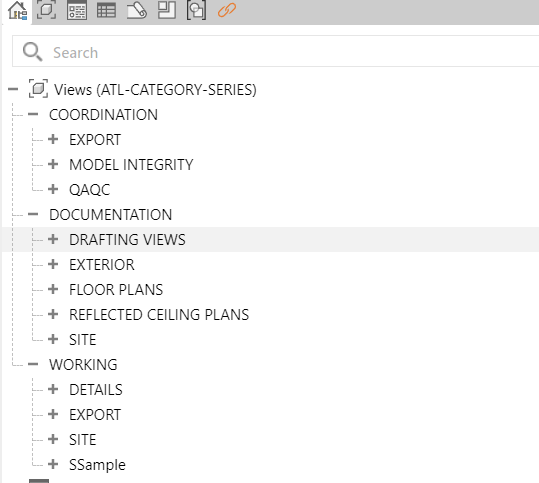 Search
Views (ATL-CATEGORY-SERIES)
COORDINATION
EXPORT
MODEL INTEGRITY
QAQC
DOCUMENTATION
DRAFTING VIEWS
EXTERIOR
FLOOR PLANS
REFLECTED CEILING PLANS
SITE
WORKING
DETAILS
EXPORT
SITE
SSample